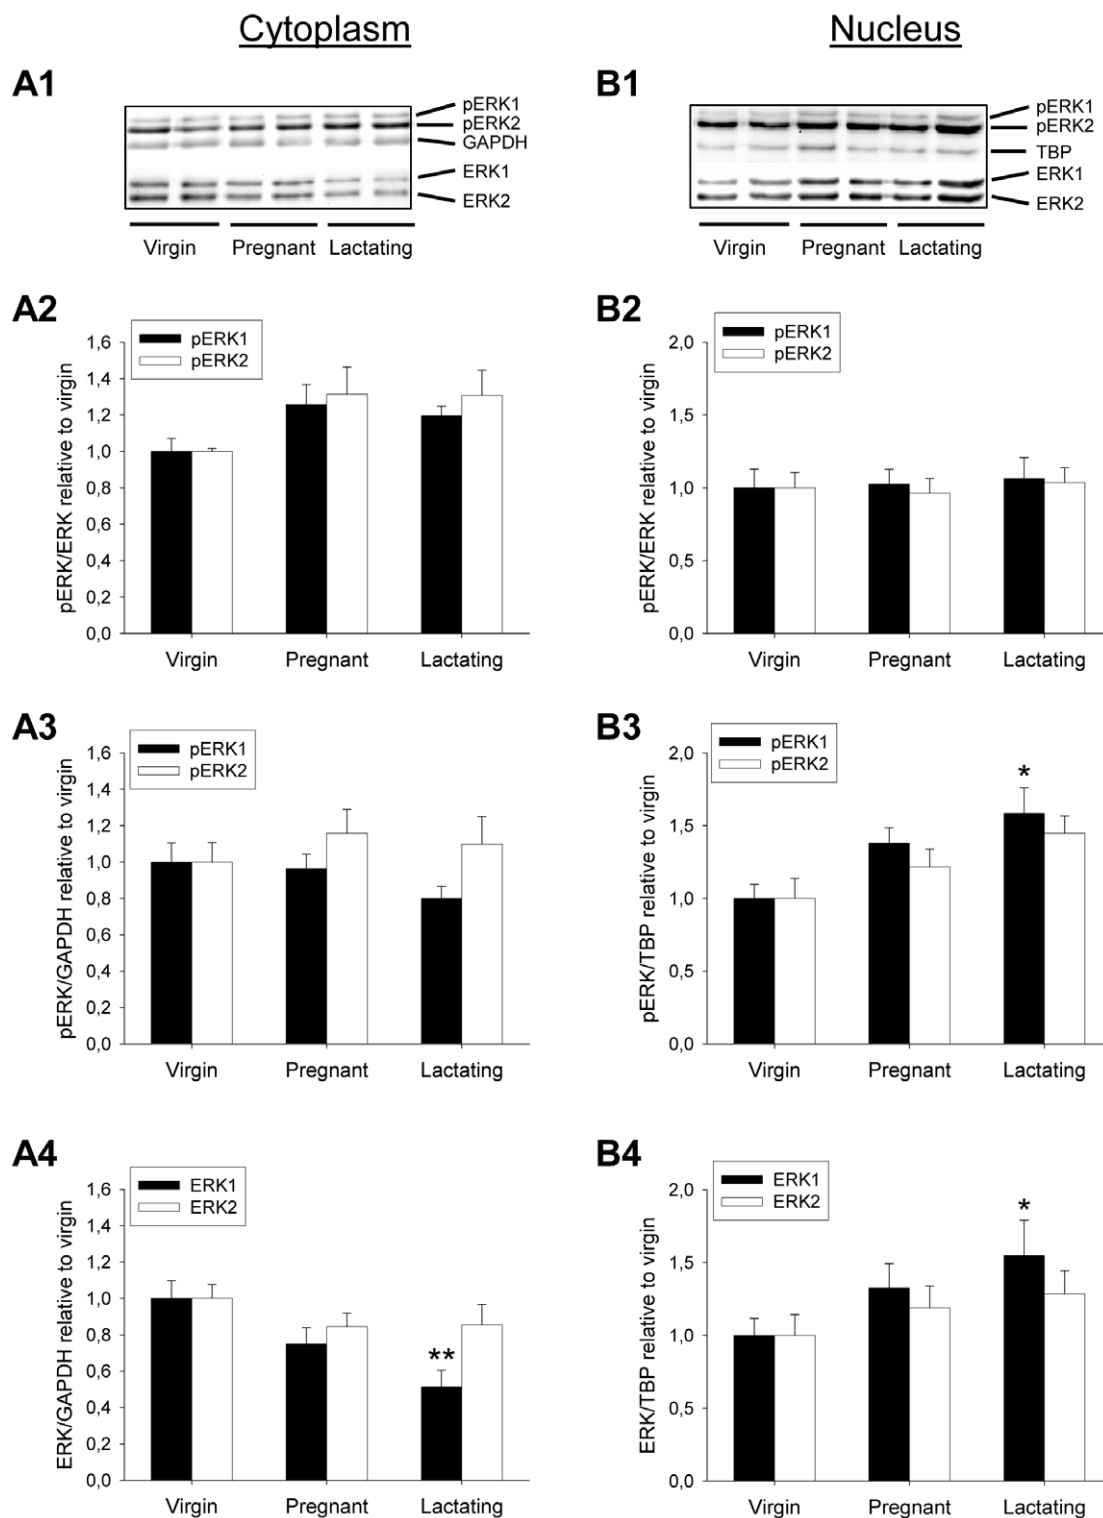 Cytoplasm
Nucleus
A1
pERK1
pERK2
GAPDH
ERK1
ERK2
Virgin Pregnant Lactating
B1
pERK1
pERK2
TBP
ERK1
ERK2
Virgin Pregnant Lactating
A2
pERK/ERK relative to virgin
1,6
1,4
1,2
1,0
0,8
0,6
0,4
0,2
0,0
pERK1
pERK2
Virgin Pregnant Lactating
B2
pERK/ERK relative to virgin
2,0
1,5
1,0
0,5
0,0
pERK1
pERK2
Virgin Pregnant Lactating
A3
pERK/GAPDH relative to virgin
1,6
1,4
1,2
1,0
0,8
0,6
0,4
0,2
0,0
pERK1
pERK2
Virgin Pregnant Lactating
B3
pERK/TBP relative to virgin
2,0
1,5
1,0
0,5
0,0
pERK1
pERK2
*
Virgin Pregnant Lactating
A4
ERK/GAPDH relative to virgin
1,6
1,4
1,2
1,0
0,8
0,6
0,4
0,2
0,0
ERK1
ERK2
**
Virgin Pregnant Lactating
B4
ERK/TBP relative to virgin
2,0
1,5
1,0
0,5
0,0
ERK1
ERK2
*
Virgin Pregnant Lactating